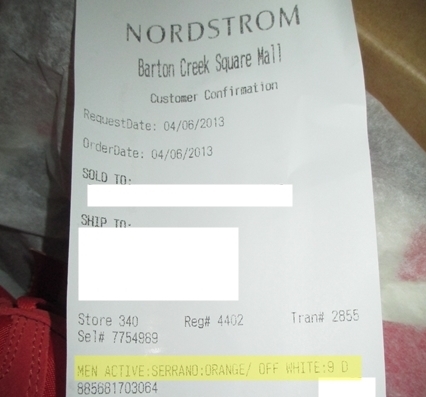 NORDSTROM
Barton Creek Square Mall
Customer Confirmation
RequestDate: 04/06/2013
OrderDate: 04/06/2013
SOLD TO:
SHIP TO:
Store 340 Reg# 4402 Tran# 2855
Sel# 7754989
MEN ACTIVE:SERRANO:ORANGE/ OFF WHITE:9 D
885681703064